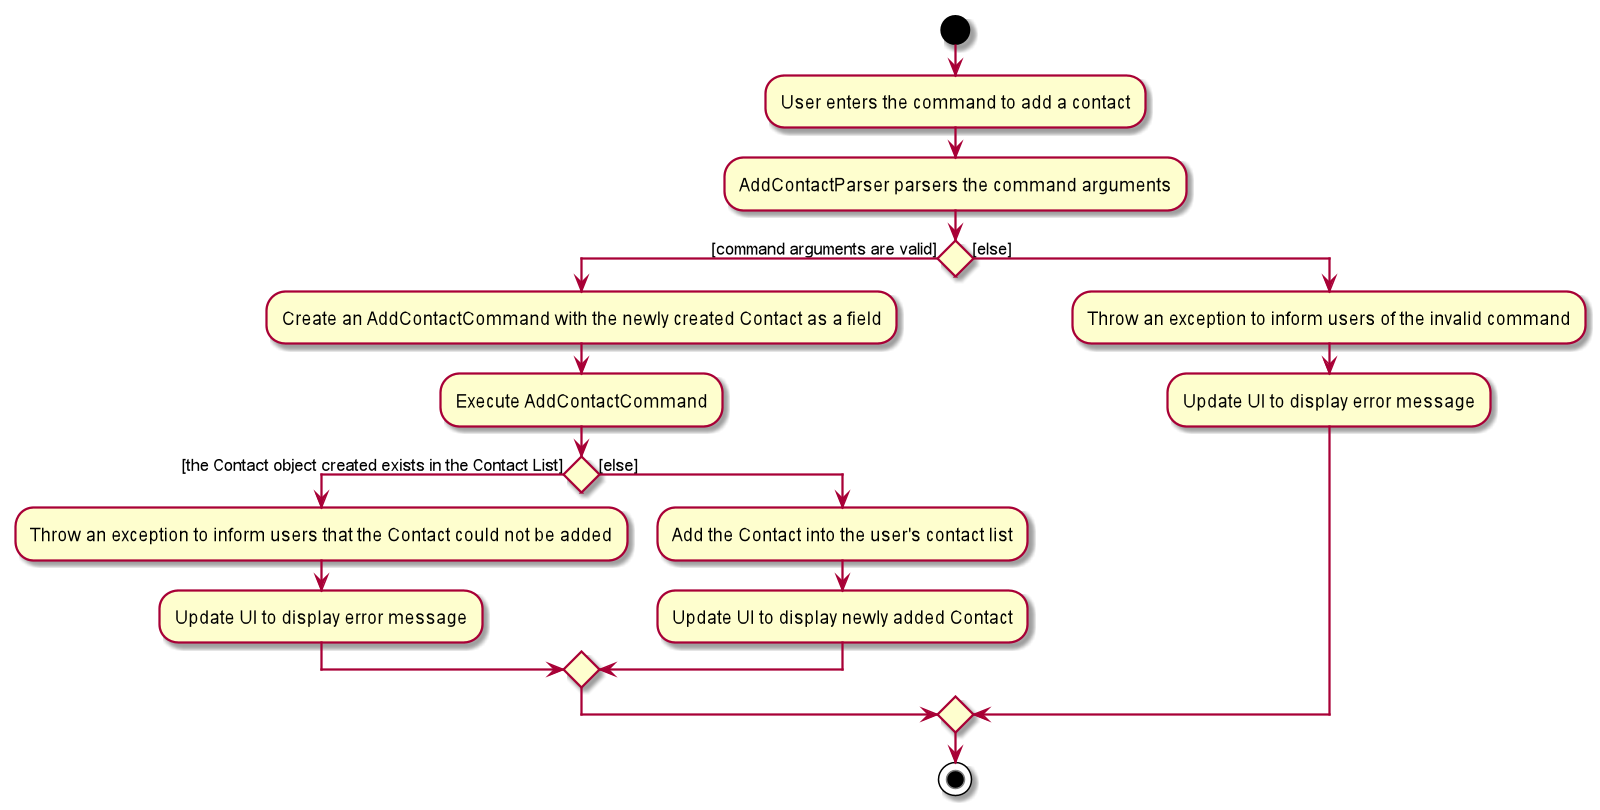 User enters the command to add a contact
AddContactParser parsers the command arguments
[command arguments are valid]
[else]
Create an AddContactCommand with the newly created Contact as a field
Throw an exception to inform users of the invalid command
Execute AddContactCommand
Update UI to display error message
[the Contact object created exists in the Contact List]
[else]
Throw an exception to inform users that the Contact could not be added
Add the Contact into the user's contact list
Update UI to display error message
Update UI to display newly added Contact